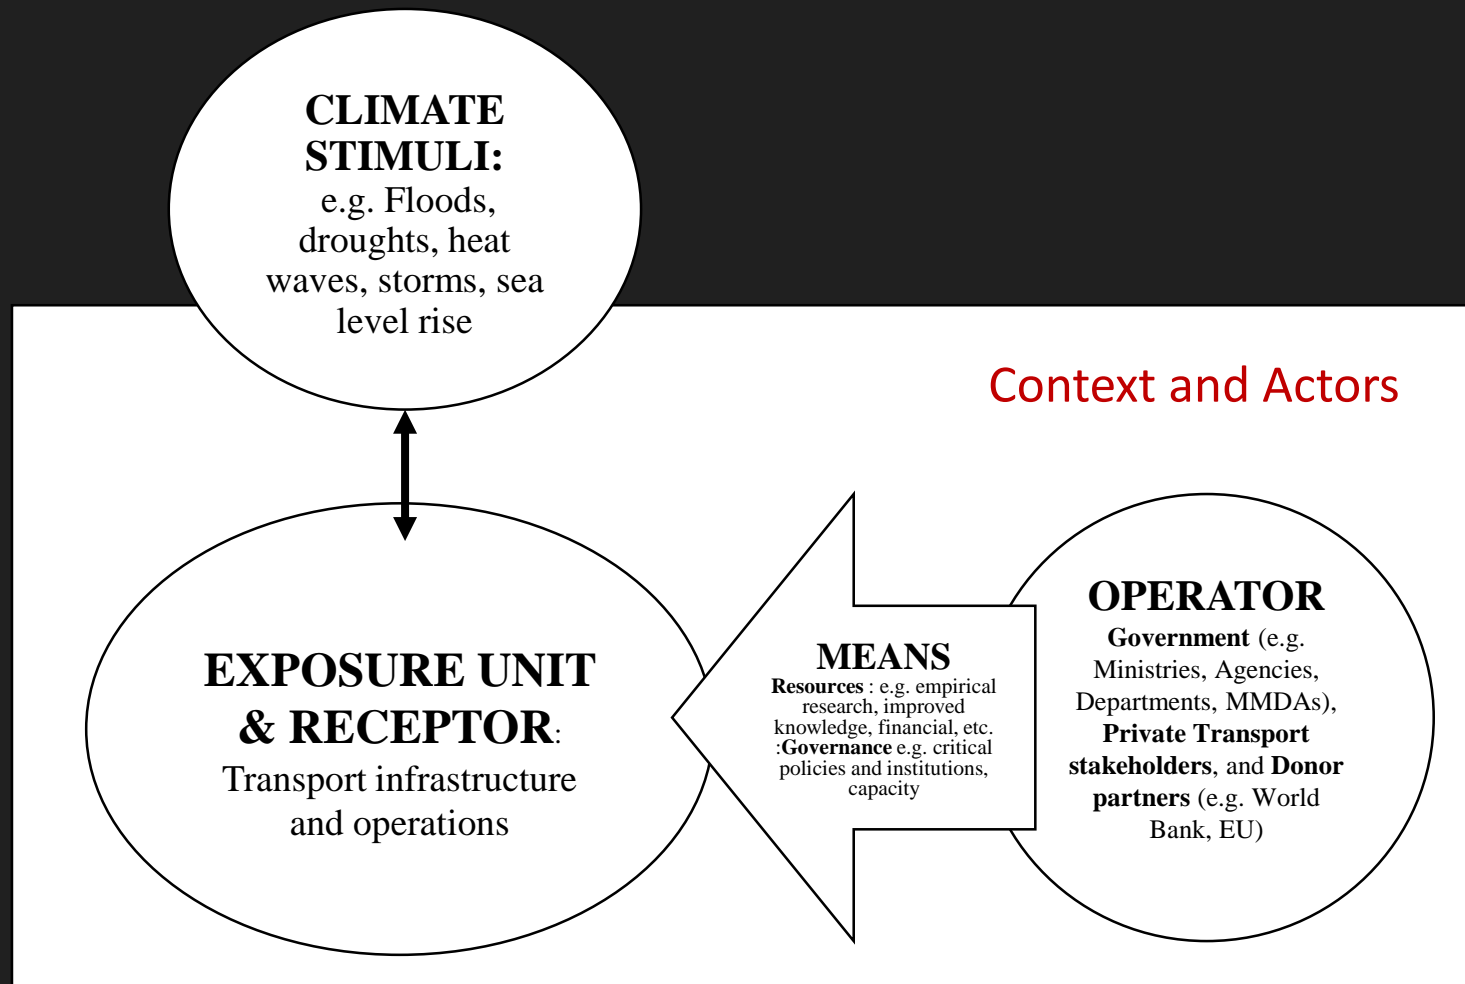 CLIMATE
STIMULI:
e.g. Floods,
droughts, heat
waves, storms, sea
level rise
Context and Actors
EXPOSURE UNIT
& RECEPTOR:
Transport infrastructure
and operations
MEANS
Resources : e.g. empirical
research, improved
knowledge, financial, etc.
:Governance e.g. critical
policies and institutions,
capacity
OPERATOR
Government (e.g.
Ministries, Agencies,
Departments, MMDAs),
Private Transport
stakeholders, and Donor
partners (e.g. World
Bank, EU)